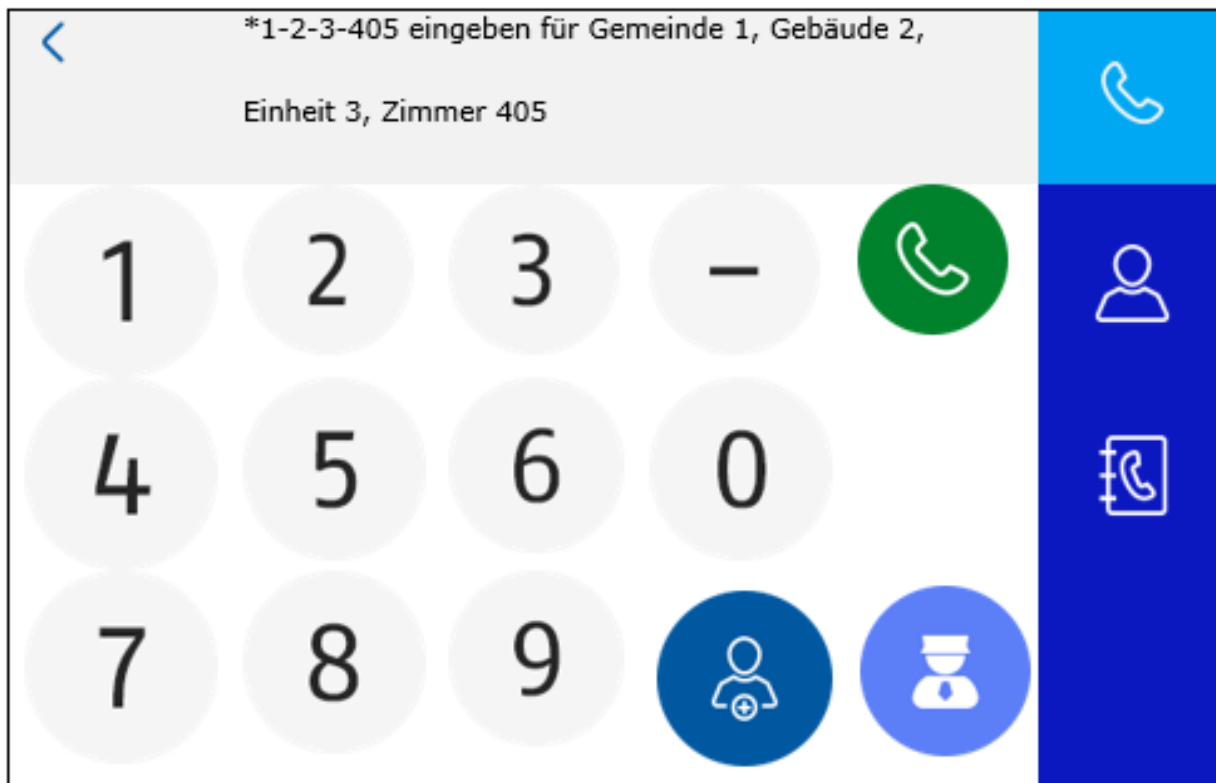 *1-2-3-405 eingeben für Gemeinde 1, Gebäude 2,
Einheit 3, Zimmer 405
1 2 3 –
4 5 6 0
7 8 9